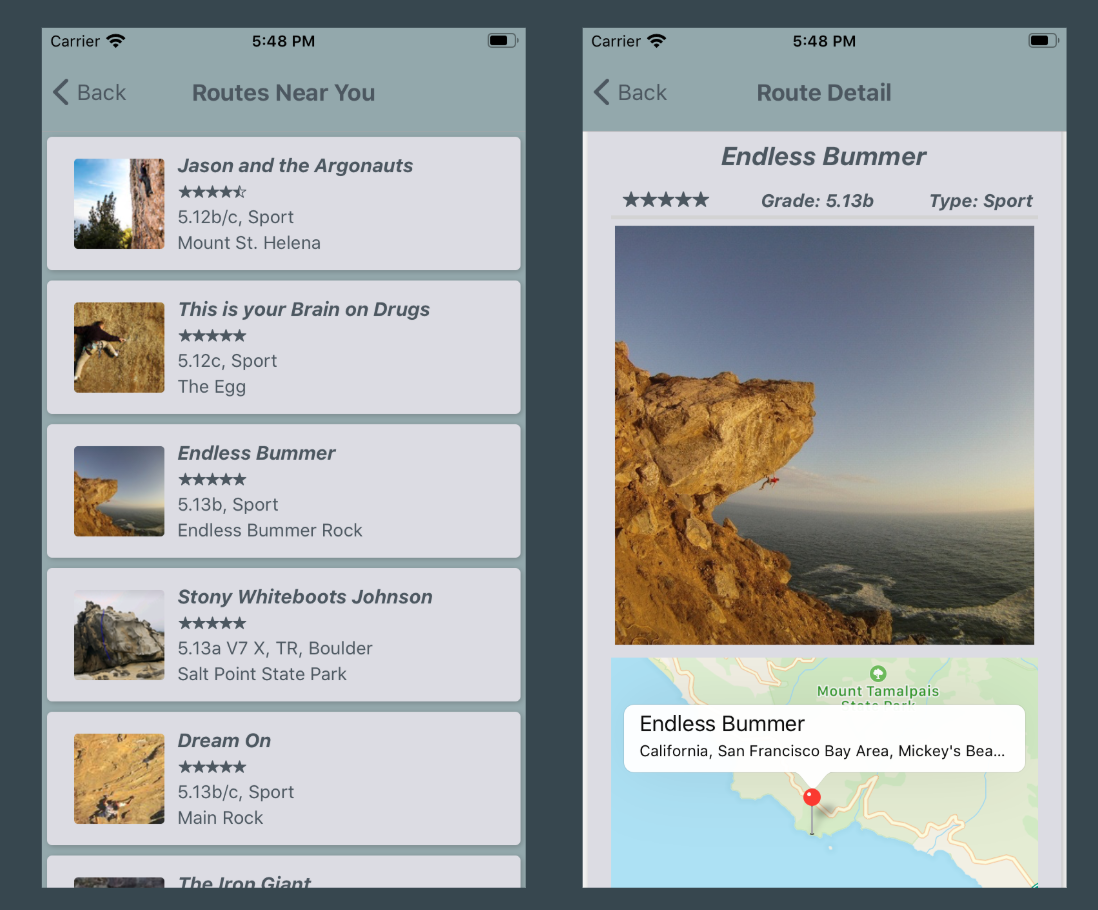 Carrier 5:48 PM
Back Routes Near You
Jason and the Argonauts
5.12b/c, Sport
Mount St. Helena
This is your Brain on Drugs
5.12c, Sport
The Egg
Endless Bummer
5.13b, Sport
Endless Bummer Rock
Stony Whiteboots Johnson
5.13a V7 X, TR, Boulder
Salt Point State Park
Dream On
5.13b/c, Sport
Main Rock
The Iron Giant
Carrier 5:48 PM
Back Route Detail
Endless Bummer
Grade: 5.13b Type: Sport
Mount Tamalpais
State Park
Endless Bummer
California, San Francisco Bay Area, Mickey's Bea...